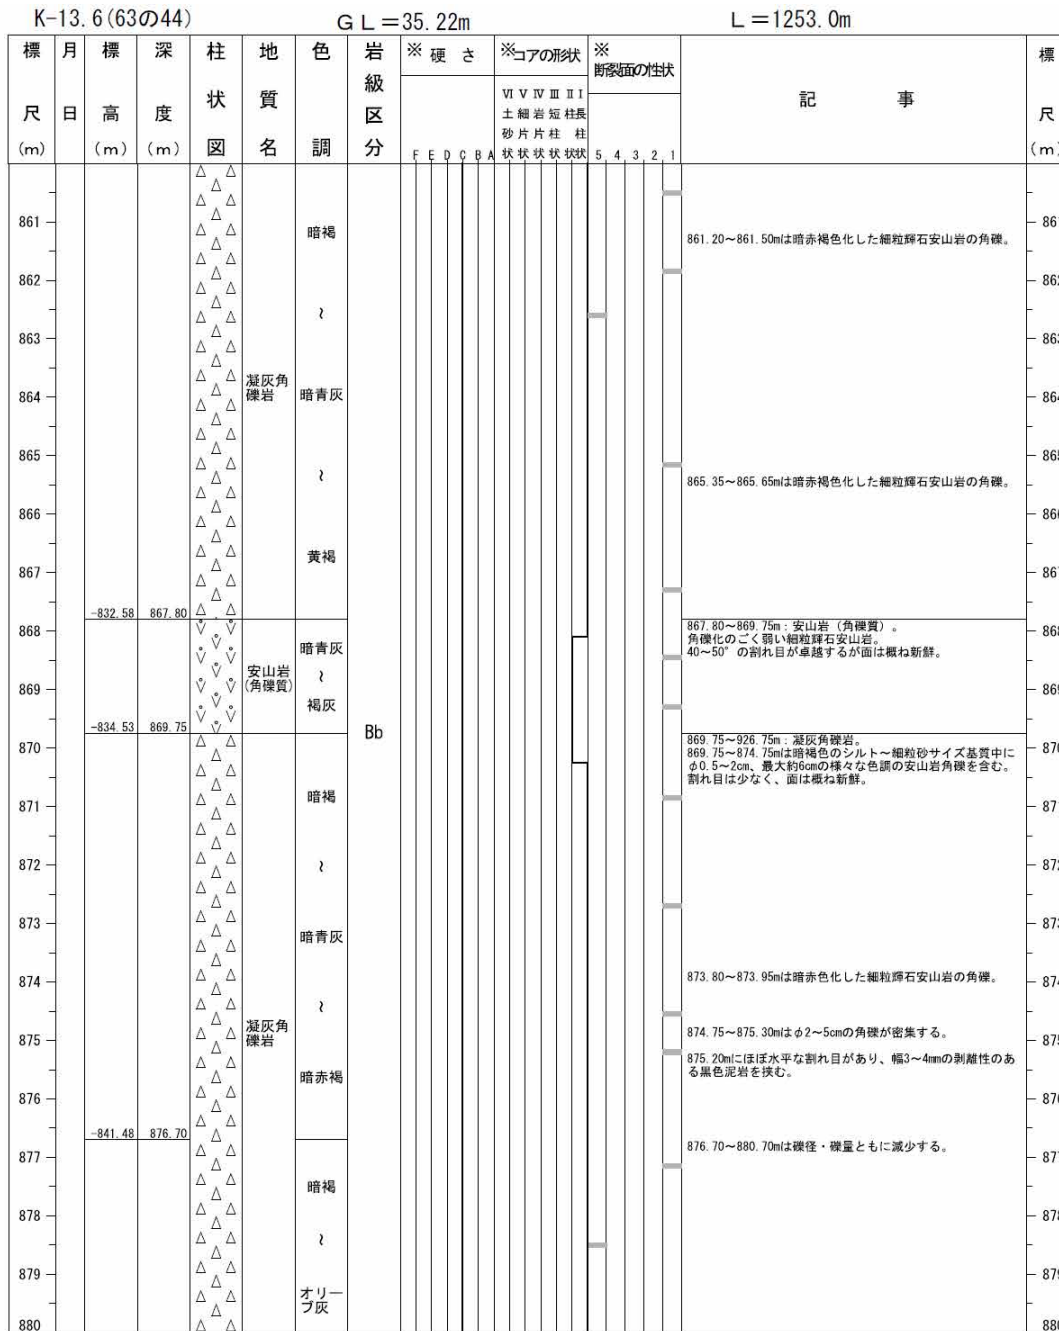 K-13.6(63の44)
GL=35.22m
L=1253.0m
標尺(m)
月日
標高(m)
深度(m)
柱状図
地質名
色調
岩級区分
※硬さ
F E D C B A
※コアの形状
Ⅵ土砂状
Ⅴ細片状
Ⅳ岩片状
Ⅲ短柱状
Ⅱ柱状
Ⅰ長柱状
※断裂面の性状
5 4 3 2 1
記事
標尺(m)
861
862
863
864
865
866
867
868
869
870
871
872
873
874
875
876
877
878
879
880
-832.58
867.80
-834.53
869.75
-841.48
876.70
凝灰角
礫岩
安山岩
(角礫質)
凝灰角
礫岩
暗褐
~
暗青灰
~
黄褐
暗青灰
~
褐灰
暗褐
~
暗青灰
~
暗赤褐
暗褐
~
オリー
ブ灰
Bb
861.20～861.50mは暗赤褐色化した細粒輝石安山岩の角礫。
865.35～865.65mは暗赤褐色化した細粒輝石安山岩の角礫。
867.80～869.75m：安山岩（角礫質）。
角礫化のごく弱い細粒輝石安山岩。
40～50°の割れ目が卓越するが面は概ね新鮮。
869.75～926.75m：凝灰角礫岩。
869.75～874.75mは暗褐色のシルト～細粒砂サイズ基質中に
φ0.5～2cm、最大約6cmの様々な色調の安山岩角礫を含む。
割れ目は少なく、面は概ね新鮮。
873.80～873.95mは暗赤色化した細粒輝石安山岩の角礫。
874.75～875.30mはφ2～5cmの角礫が密集する。
875.20mにほぼ水平な割れ目があり、幅3～4mmの剥離性のあ
る黒色泥岩を挟む。
876.70～880.70mは礫径・礫量ともに減少する。